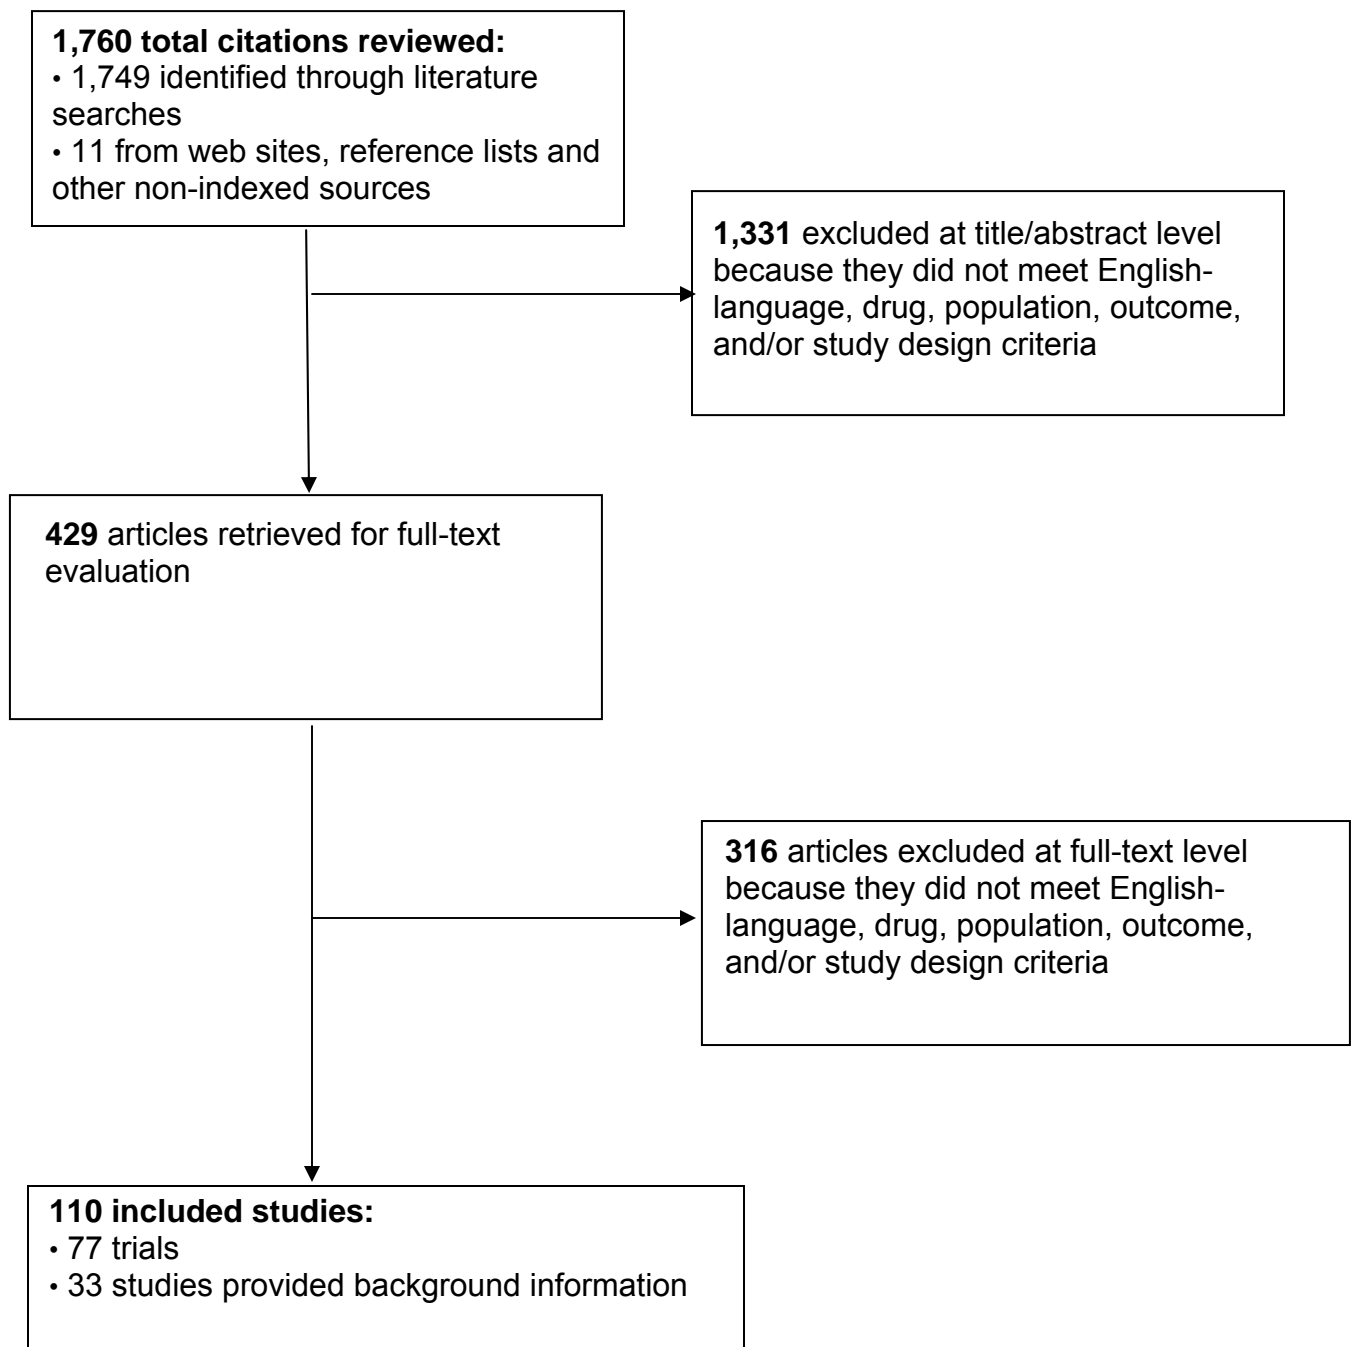 1,760 total citations reviewed:
• 1,749 identified through literature
searches
• 11 from web sites, reference lists and
other non-indexed sources
1,331 excluded at title/abstract level
because they did not meet English-
language, drug, population, outcome,
and/or study design criteria
429 articles retrieved for full-text
evaluation
316 articles excluded at full-text level
because they did not meet English-
language, drug, population, outcome,
and/or study design criteria
110 included studies:
• 77 trials
• 33 studies provided background information